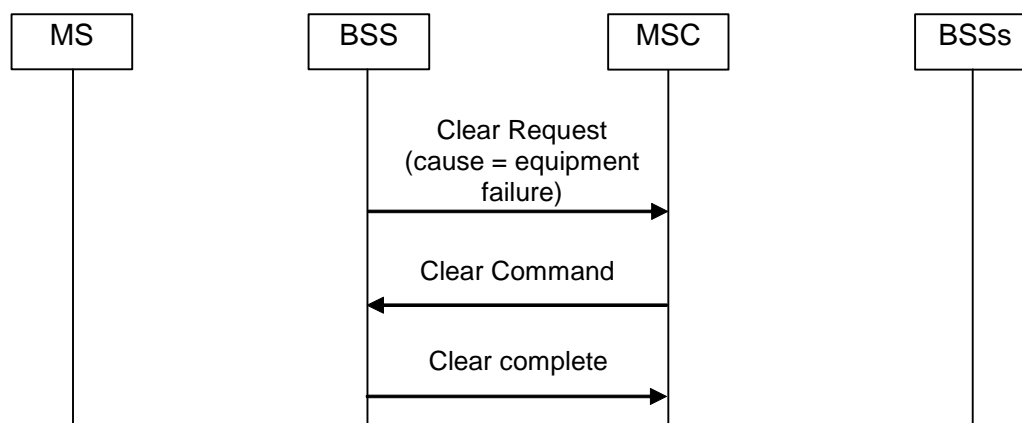 MS
BSS
MSC
BSSs
Clear Request
(cause = equipment
failure)
Clear Command
Clear complete